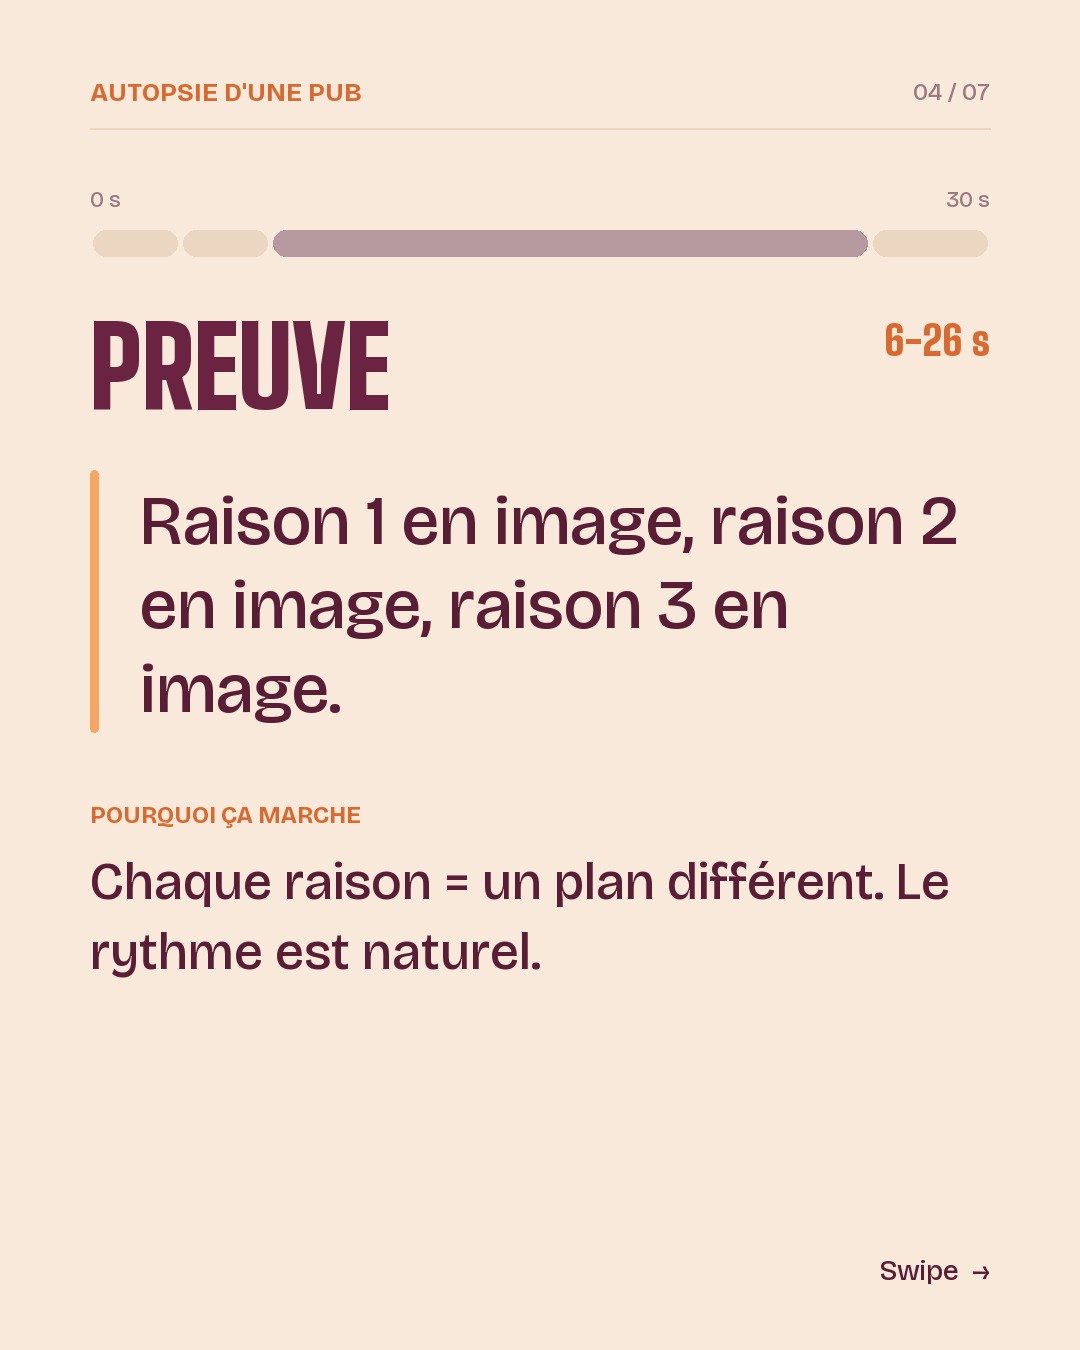 AUTOPSIE D'UNE PUB
04 / 07
0 s
30 s
PREUVE
6–26 s
Raison 1 en image, raison 2
en image, raison 3 en
image.
POURQUOI ÇA MARCHE
Chaque raison = un plan différent. Le
rythme est naturel.
Swipe →